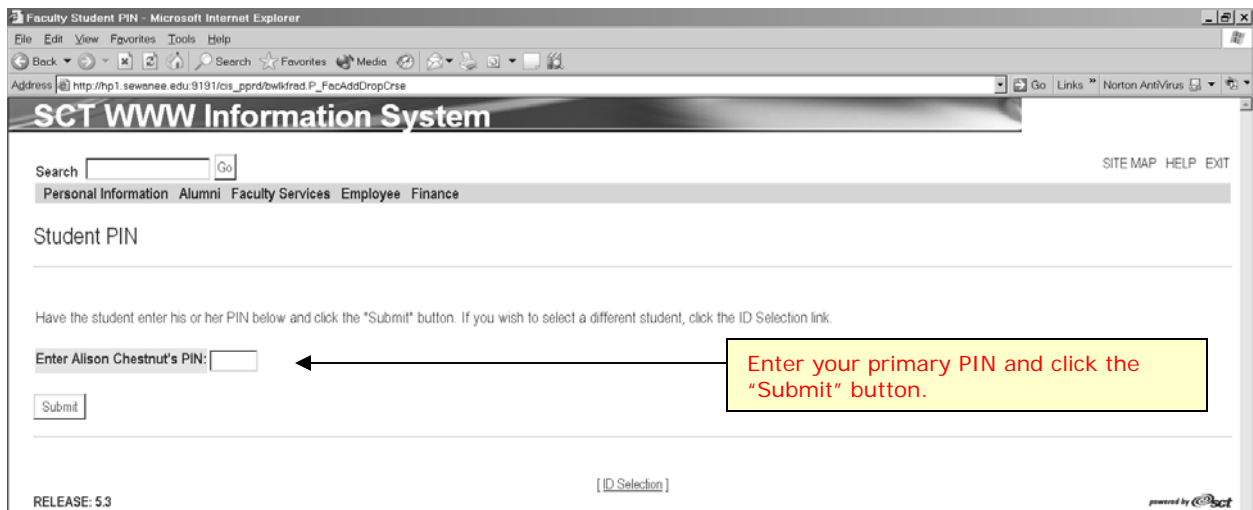 Faculty Student PIN - Microsoft Internet Explorer
File Edit View Favorites Tools Help
Back Search Favorites Media
Address http://hp1.sewanee.edu:9191/cis_pprd/bwlkfrad.P_FacAddDropCrse Go Links » Norton AntiVirus
SCT WWW Information System
Search Go SITE MAP HELP EXIT
Personal Information Alumni Faculty Services Employee Finance
Student PIN
Have the student enter his or her PIN below and click the "Submit" button. If you wish to select a different student, click the ID Selection link.
Enter Alison Chestnut's PIN:
Enter your primary PIN and click the
“Submit” button.
Submit
[ ID Selection ]
RELEASE: 5.3 powered by sct